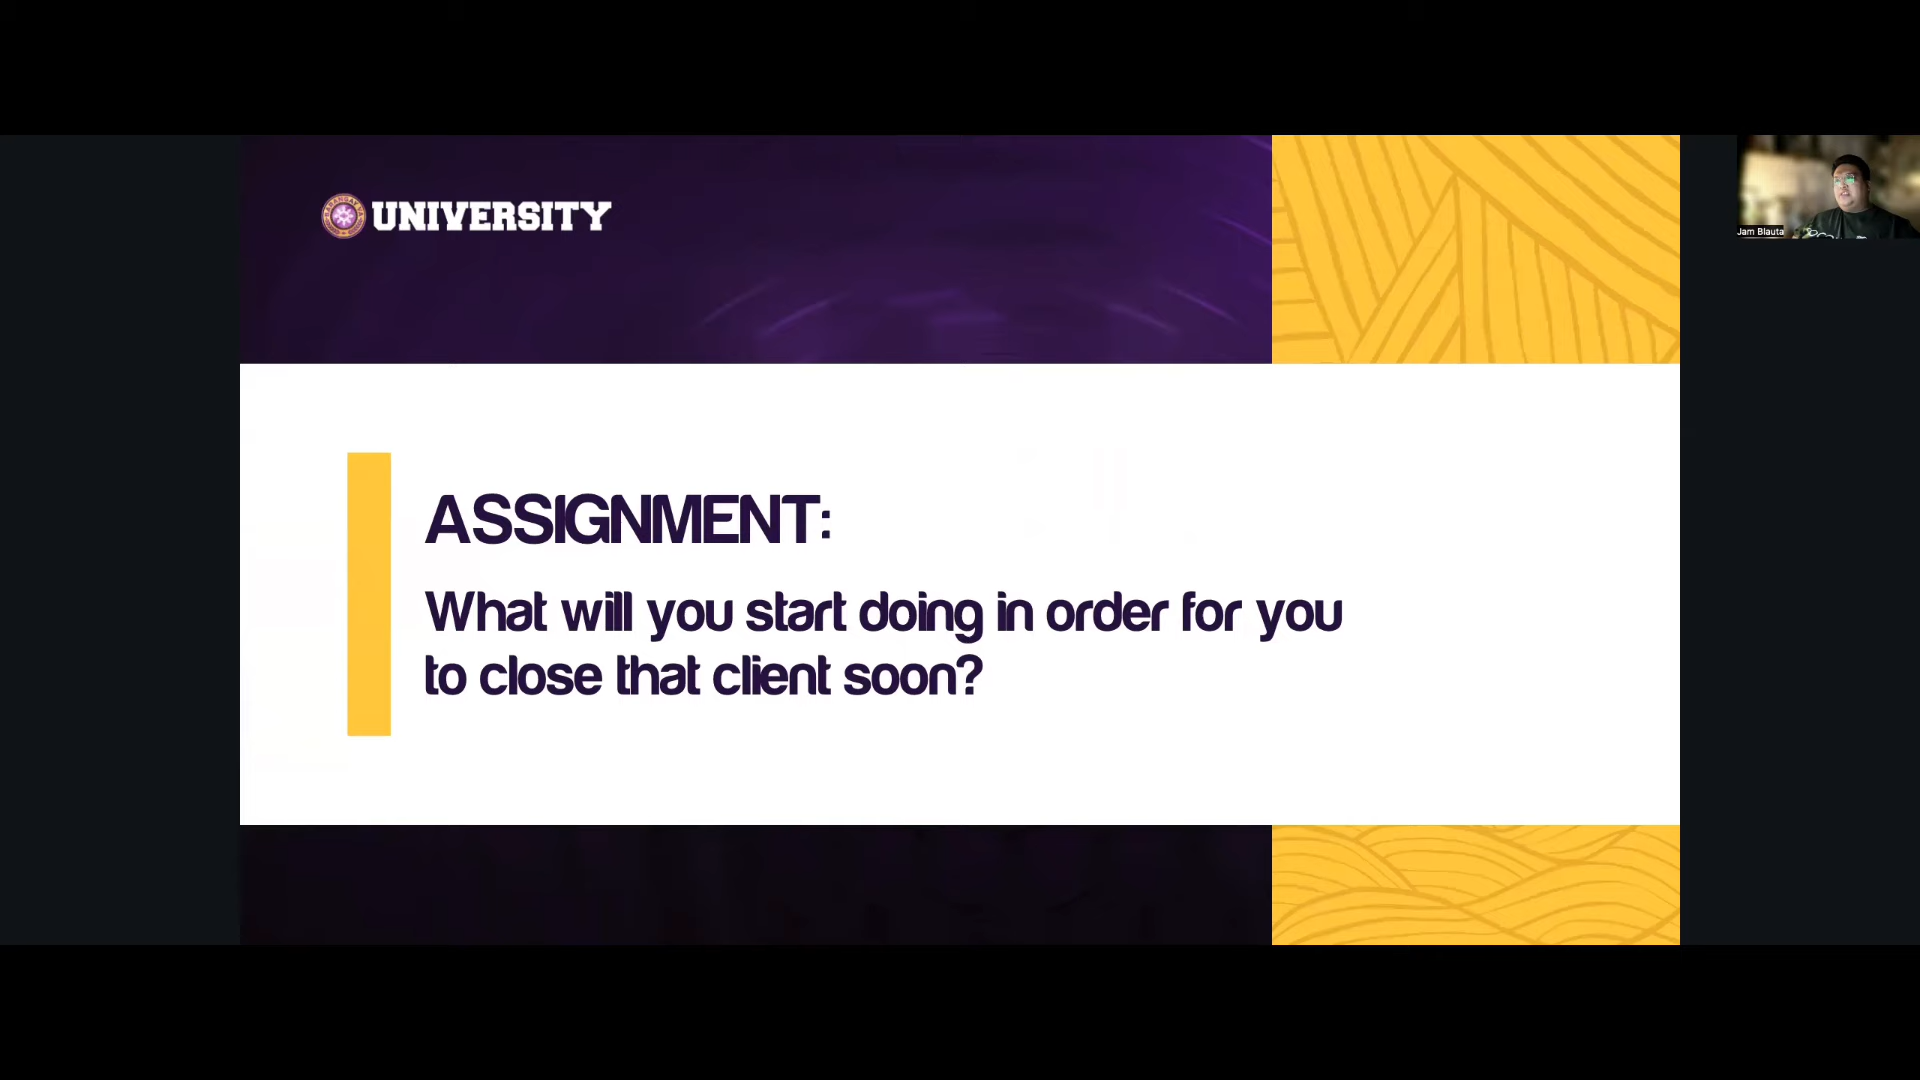 UNIVERSITY
Jam Blauta
ASSIGNMENT:
What will you start doing in order for you
to close that client soon?